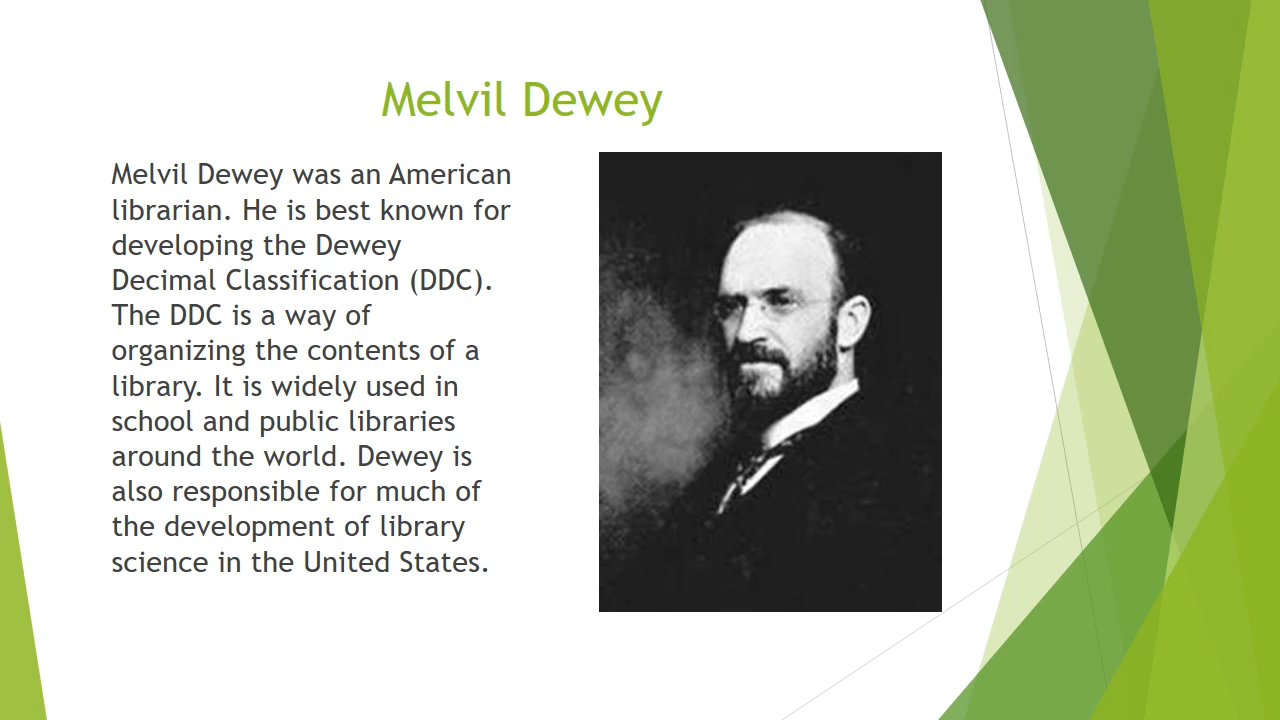 Melvil Dewey
Melvil Dewey was an American
librarian. He is best known for
developing the Dewey
Decimal Classification (DDC).
The DDC is a way of
organizing the contents of a
library. It is widely used in
school and public libraries
around the world. Dewey is
also responsible for much of
the development of library
science in the United States.